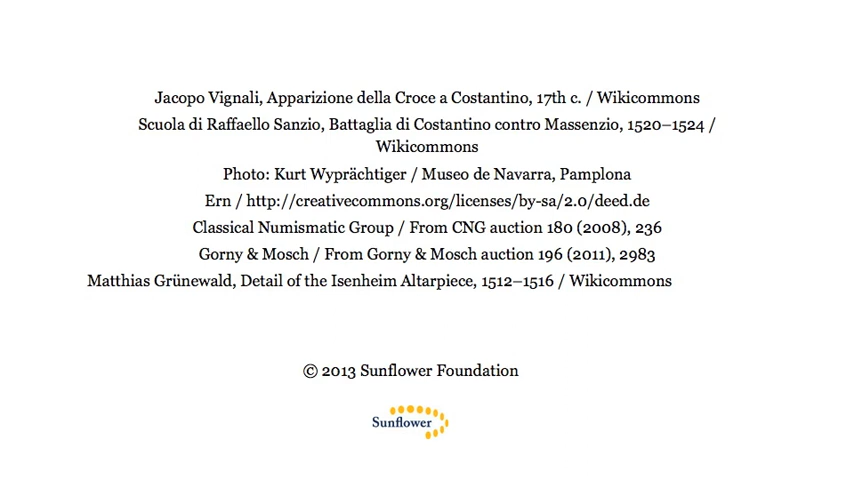 Jacopo Vignali, Apparizione della Croce a Costantino, 17th c. / Wikicommons
Scuola di Raffaello Sanzio, Battaglia di Costantino contro Massenzio, 1520–1524 /
Wikicommons
Photo: Kurt Wyprächtiger / Museo de Navarra, Pamplona
Ern / http://creativecommons.org/licenses/by-sa/2.0/deed.de
Classical Numismatic Group / From CNG auction 180 (2008), 236
Gorny & Mosch / From Gorny & Mosch auction 196 (2011), 2983
Matthias Grünewald, Detail of the Isenheim Altarpiece, 1512–1516 / Wikicommons
© 2013 Sunflower Foundation
Sunflower